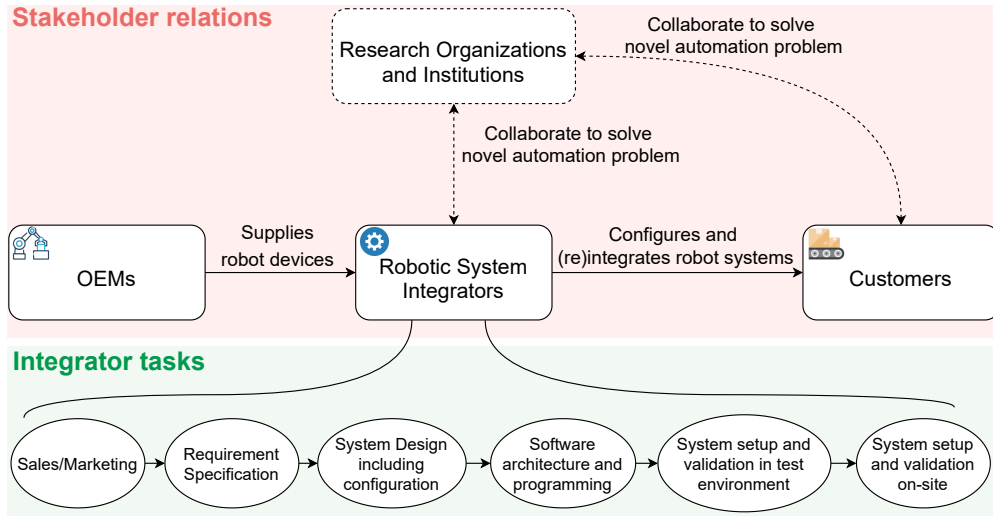 Stakeholder relations
Research Organizations
and Institutions
Collaborate to solve
novel automation problem
Collaborate to solve
novel automation problem
OEMs
Supplies
robot devices
Robotic System
Integrators
Configures and
(re)integrates robot systems
Customers
Integrator tasks
Sales/Marketing
Requirement
Specification
System Design
including
configuration
Software
architecture and
programming
System setup and
validation in test
environment
System setup
and validation
on-site